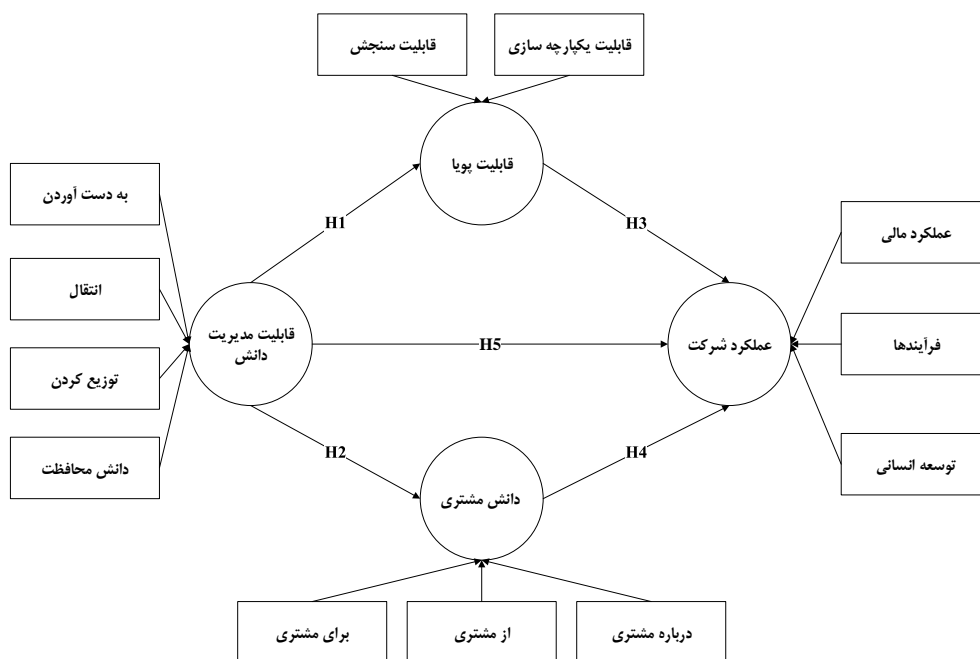 قابلیت یکپارچه سازی
قابلیت سنجش
قابلیت پویا
به دست آوردن
انتقال
توزیع کردن
دانش محافظت
قابلیت مدیریت
دانش
H1
H3
H5
H2
H4
عملکرد شرکت
عملکرد مالی
فرآیندها
توسعه انسانی
دانش مشتری
درباره مشتری
از مشتری
برای مشتری